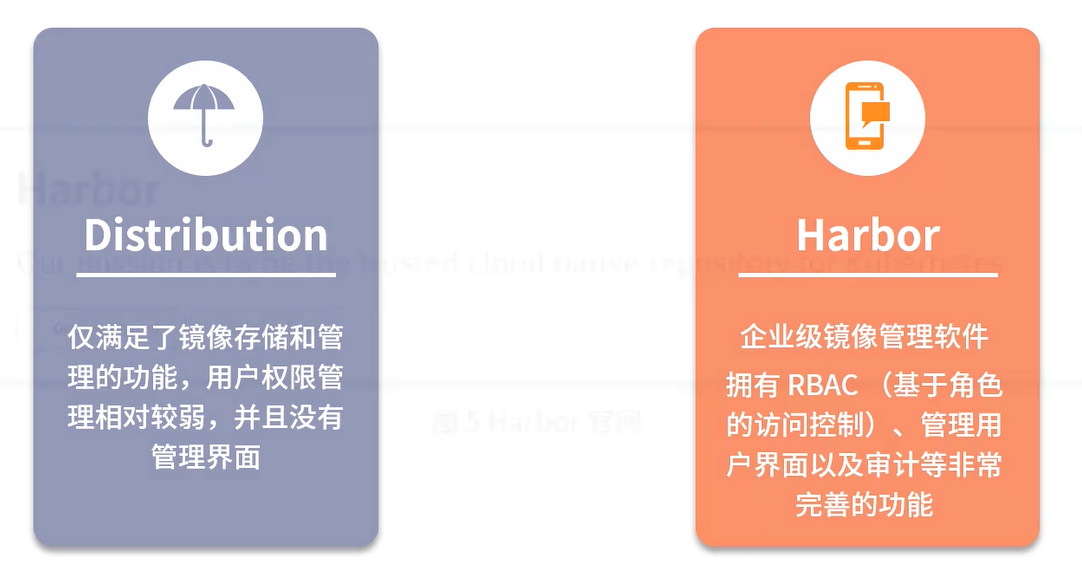 Distribution
仅满足了镜像存储和管
理的功能，用户权限管
理相对较弱，并且没有
管理界面
Harbor
企业级镜像管理软件
拥有 RBAC （基于角色
的访问控制）、管理用
户界面以及审计等非常
完善的功能
Harbor
Our mission is to be the trusted cloud native repository for Kubernetes
图 5 Harbor 官网